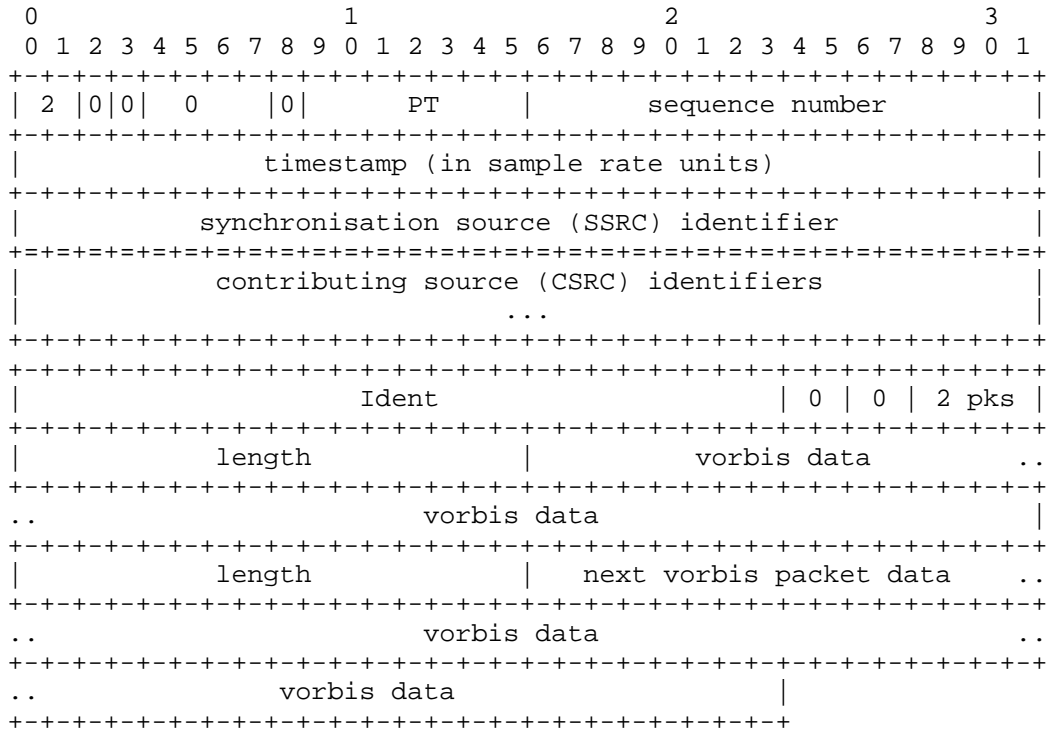 0                   1                   2                   3
 0 1 2 3 4 5 6 7 8 9 0 1 2 3 4 5 6 7 8 9 0 1 2 3 4 5 6 7 8 9 0 1
+-+-+-+-+-+-+-+-+-+-+-+-+-+-+-+-+-+-+-+-+-+-+-+-+-+-+-+-+-+-+-+-+
| 2 |0|0|  0    |0|      PT     |       sequence number         |
+-+-+-+-+-+-+-+-+-+-+-+-+-+-+-+-+-+-+-+-+-+-+-+-+-+-+-+-+-+-+-+-+
|               timestamp (in sample rate units)                |
+-+-+-+-+-+-+-+-+-+-+-+-+-+-+-+-+-+-+-+-+-+-+-+-+-+-+-+-+-+-+-+-+
|           synchronisation source (SSRC) identifier            |
+=+=+=+=+=+=+=+=+=+=+=+=+=+=+=+=+=+=+=+=+=+=+=+=+=+=+=+=+=+=+=+=+
|            contributing source (CSRC) identifiers             |
|                              ...                              |
+-+-+-+-+-+-+-+-+-+-+-+-+-+-+-+-+-+-+-+-+-+-+-+-+-+-+-+-+-+-+-+-+
+-+-+-+-+-+-+-+-+-+-+-+-+-+-+-+-+-+-+-+-+-+-+-+-+-+-+-+-+-+-+-+-+
|                     Ident                     | 0 | 0 | 2 pks |
+-+-+-+-+-+-+-+-+-+-+-+-+-+-+-+-+-+-+-+-+-+-+-+-+-+-+-+-+-+-+-+-+
|            length             |          vorbis data         ..
+-+-+-+-+-+-+-+-+-+-+-+-+-+-+-+-+-+-+-+-+-+-+-+-+-+-+-+-+-+-+-+-+
..                        vorbis data                           |
+-+-+-+-+-+-+-+-+-+-+-+-+-+-+-+-+-+-+-+-+-+-+-+-+-+-+-+-+-+-+-+-+
|            length             |   next vorbis packet data    ..
+-+-+-+-+-+-+-+-+-+-+-+-+-+-+-+-+-+-+-+-+-+-+-+-+-+-+-+-+-+-+-+-+
..                        vorbis data                          ..
+-+-+-+-+-+-+-+-+-+-+-+-+-+-+-+-+-+-+-+-+-+-+-+-+-+-+-+-+-+-+-+-+
..               vorbis data                    |
+-+-+-+-+-+-+-+-+-+-+-+-+-+-+-+-+-+-+-+-+-+-+-+-+